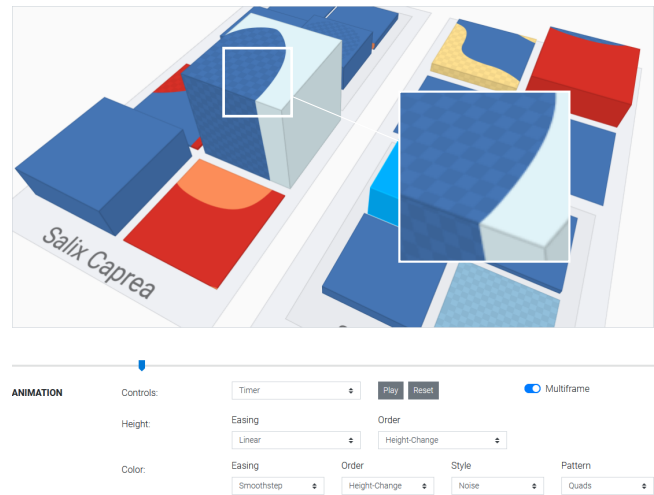 Salix Caprea
ANIMATION
Controls:
Timer
Play
Reset
Multiframe
Height:
Easing
Order
Linear
Height-Change
Color:
Easing
Order
Style
Pattern
Smoothstep
Height-Change
Noise
Quads